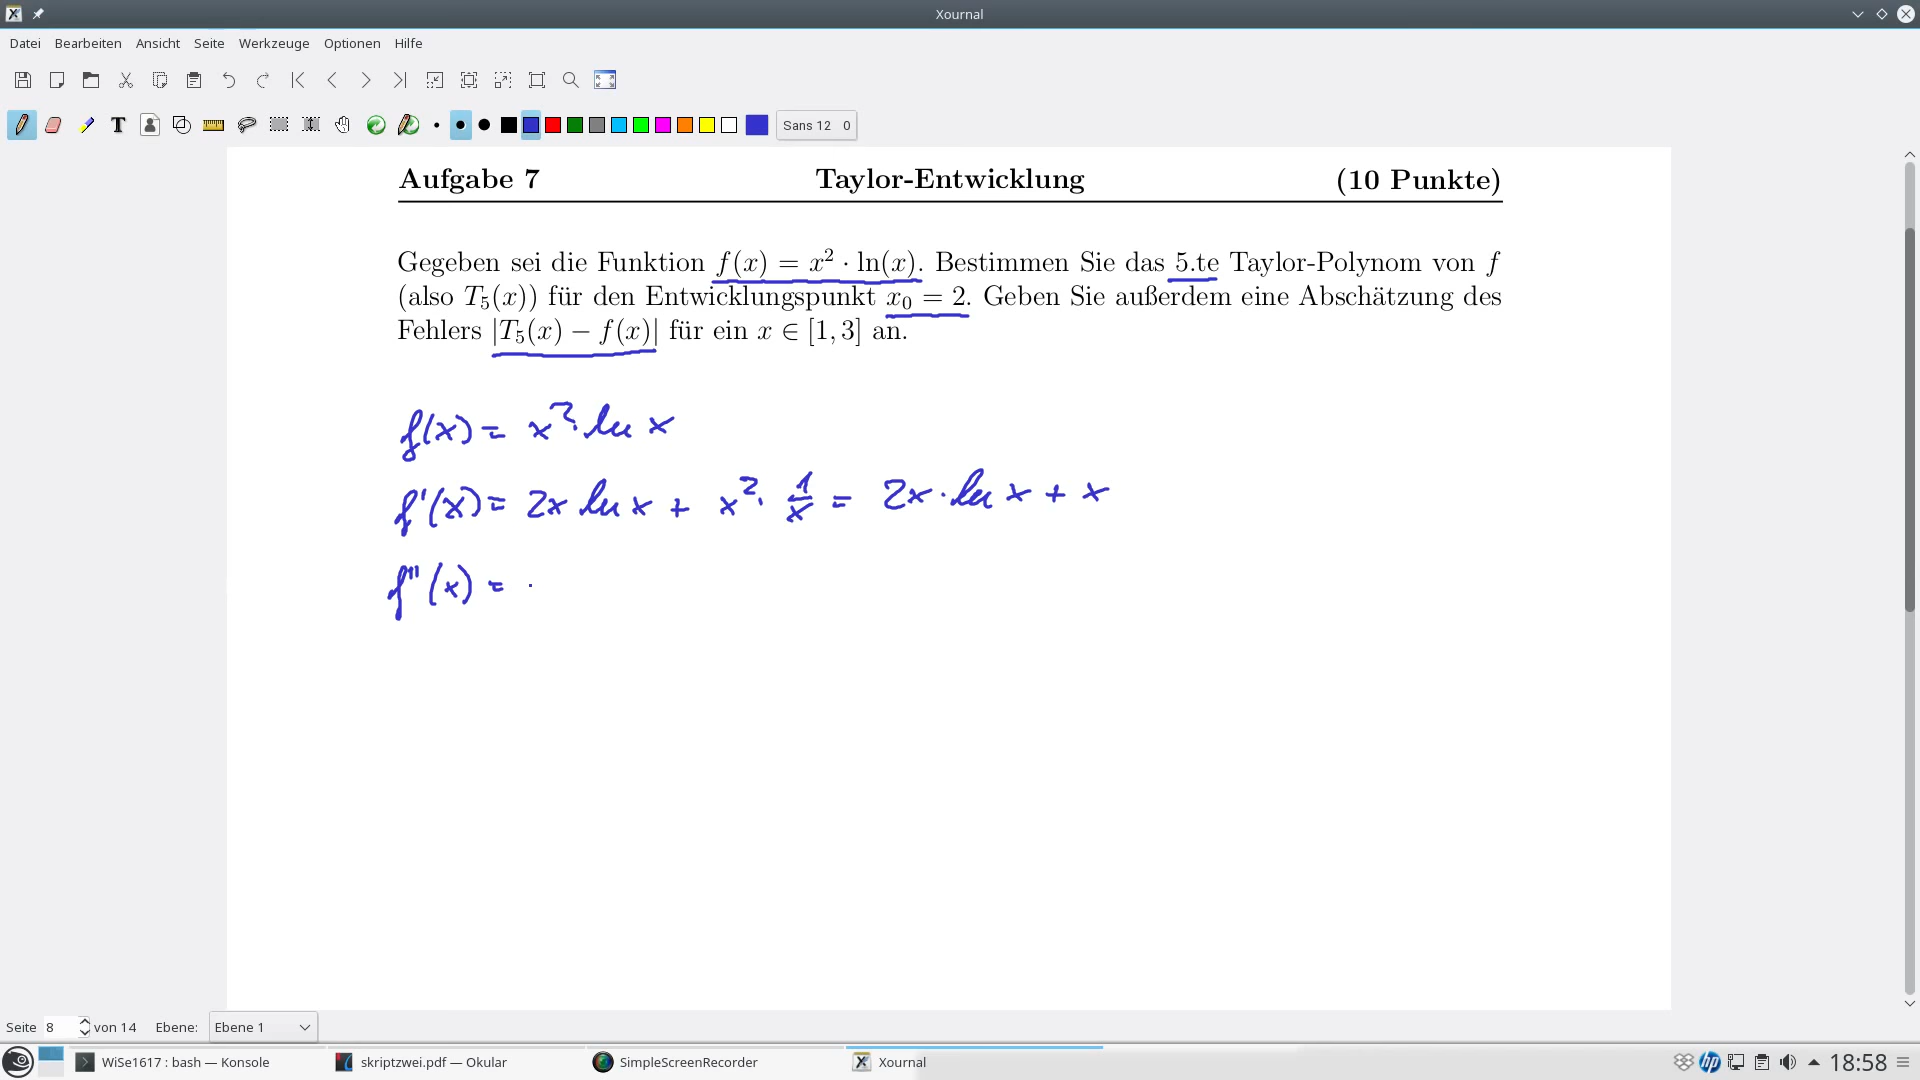 Xournal
Datei Bearbeiten Ansicht Seite Werkzeuge Optionen Hilfe
T Sans 12 0
Aufgabe 7 Taylor-Entwicklung (10 Punkte)
Gegeben sei die Funktion f(x) = x² · ln(x). Bestimmen Sie das 5.te Taylor-Polynom von f
(also T₅(x)) für den Entwicklungspunkt x₀ = 2. Geben Sie außerdem eine Abschätzung des
Fehlers |T₅(x) − f(x)| für ein x ∈ [1, 3] an.
f(x) = x² · ln x
f'(x) = 2x ln x + x² · 1/x = 2x · ln x + x
f''(x) =
Seite 8 von 14 Ebene: Ebene 1
WiSe1617 : bash — Konsole skriptzwei.pdf — Okular SimpleScreenRecorder Xournal hp 18:58